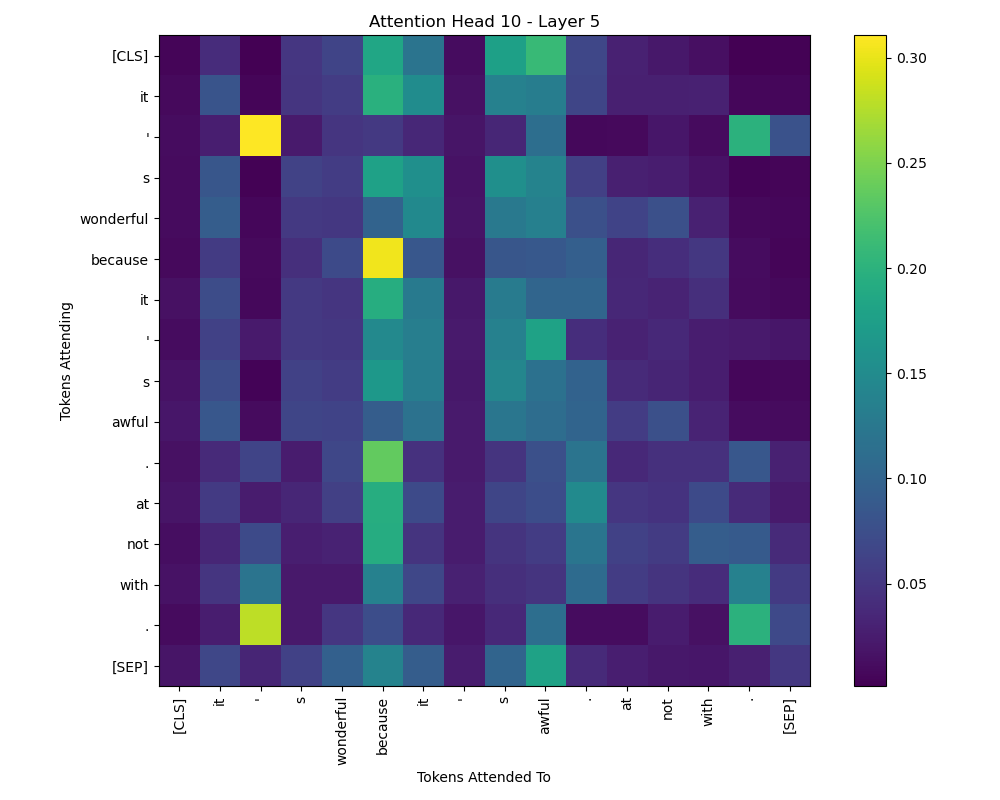 Attention Head 10 - Layer 5
Tokens Attending
[CLS]
it
'
s
wonderful
because
it
'
s
awful
.
at
not
with
.
[SEP]
[CLS] it ' s wonderful because it ' s awful . at not with . [SEP]
Tokens Attended To
0.30
0.25
0.20
0.15
0.10
0.05